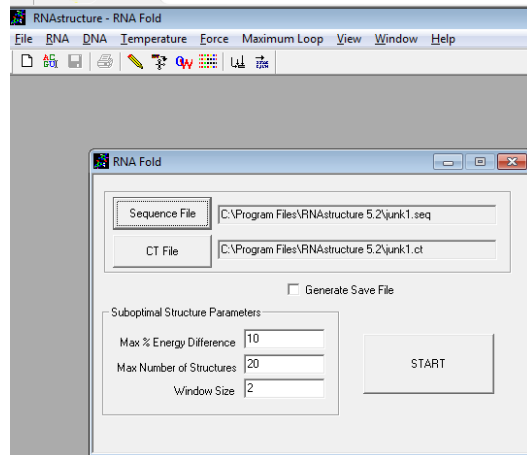 RNAstructure - RNA Fold
File RNA DNA Temperature Force Maximum Loop View Window Help
RNA Fold
Sequence File C:\Program Files\RNAstructure 5.2\junk1.seq
CT File C:\Program Files\RNAstructure 5.2\junk1.ct
Generate Save File
Suboptimal Structure Parameters
Max % Energy Difference 10
Max Number of Structures 20
START
Window Size 2